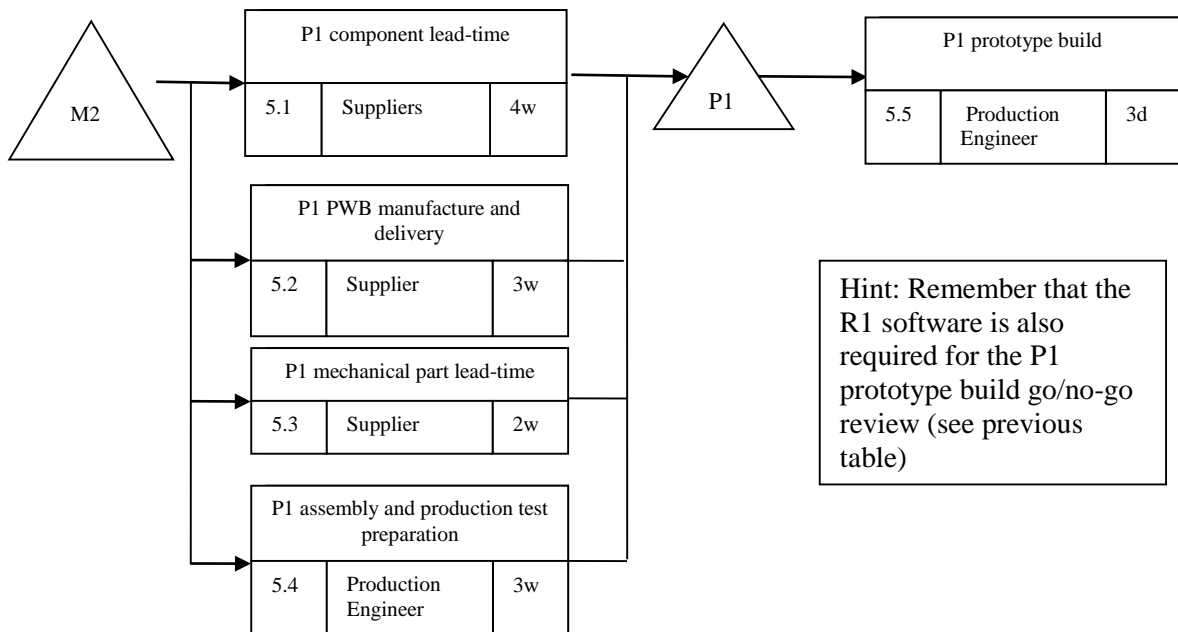 M2
P1 component lead-time
5.1 Suppliers 4w
P1 PWB manufacture and
delivery
5.2 Supplier 3w
P1 mechanical part lead-time
5.3 Supplier 2w
P1 assembly and production test
preparation
5.4 Production 3w
Engineer
P1
P1 prototype build
5.5 Production 3d
Engineer
Hint: Remember that the
R1 software is also
required for the P1
prototype build go/no-go
review (see previous
table)